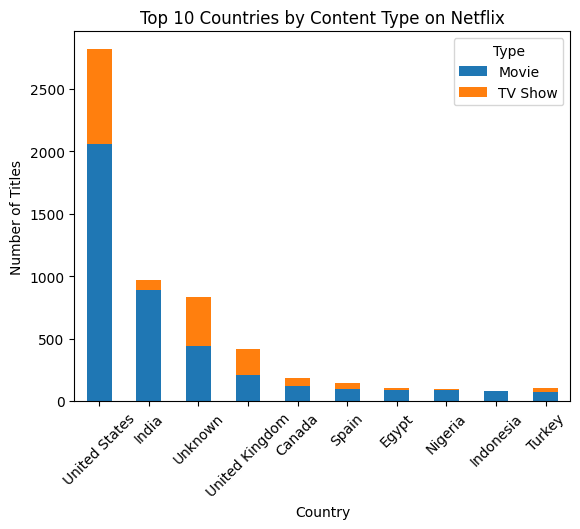 Top 10 Countries by Content Type on Netflix
Type
Movie
TV Show
Number of Titles
2500
2000
1500
1000
500
0
United States
India
Unknown
United Kingdom
Canada
Spain
Egypt
Nigeria
Indonesia
Turkey
Country